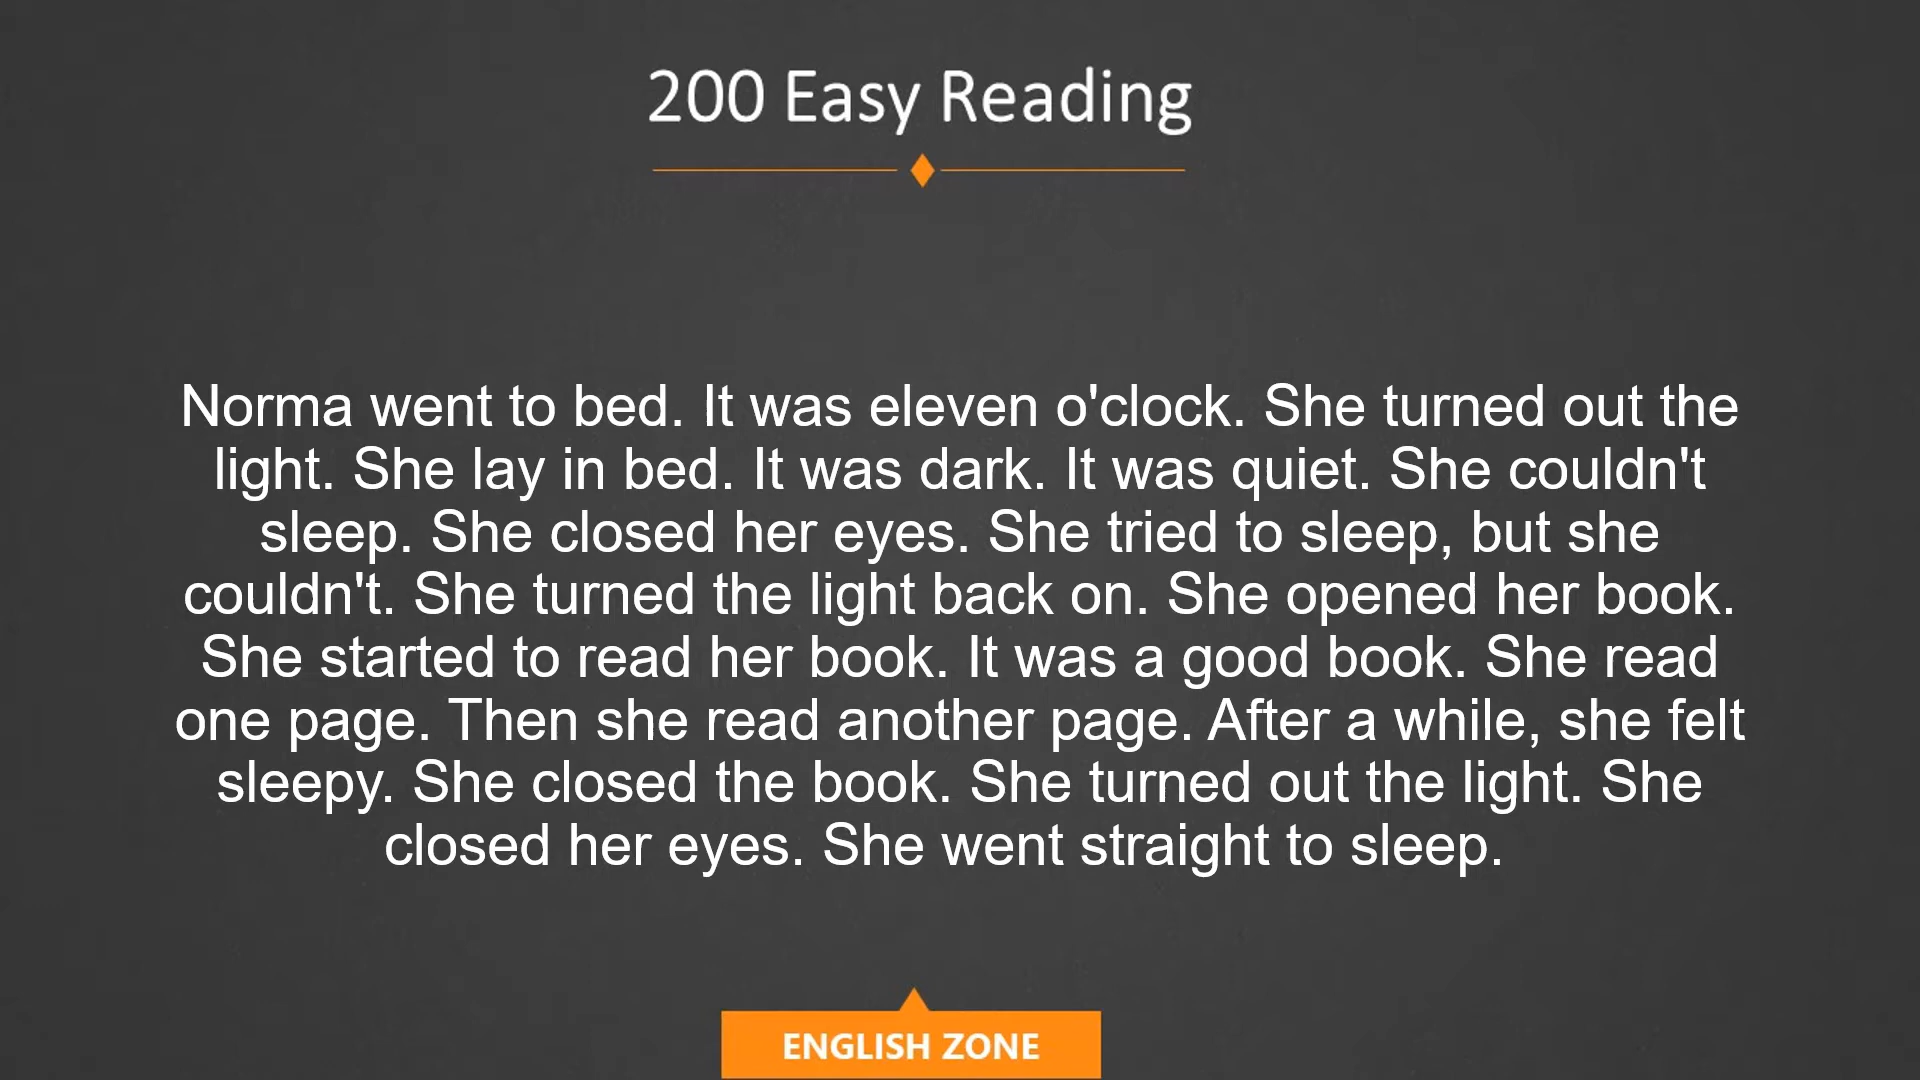 200 Easy Reading
Norma went to bed. It was eleven o'clock. She turned out the
light. She lay in bed. It was dark. It was quiet. She couldn't
sleep. She closed her eyes. She tried to sleep, but she
couldn't. She turned the light back on. She opened her book.
She started to read her book. It was a good book. She read
one page. Then she read another page. After a while, she felt
sleepy. She closed the book. She turned out the light. She
closed her eyes. She went straight to sleep.
ENGLISH ZONE